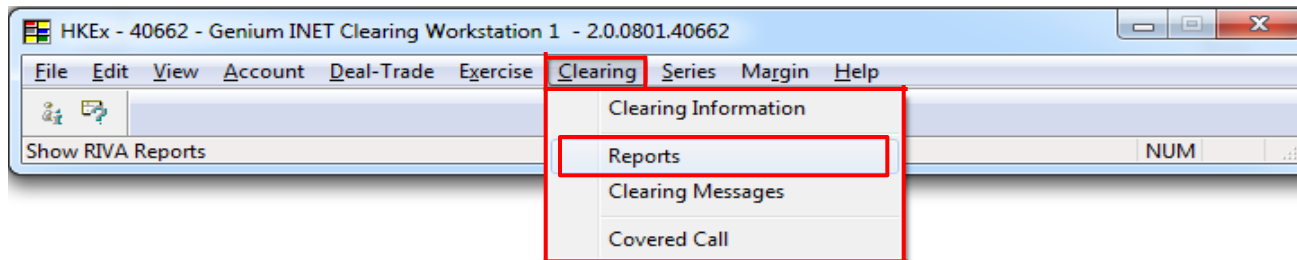 HKEx - 40662 - Genium INET Clearing Workstation 1 - 2.0.0801.40662
File Edit View Account Deal-Trade Exercise Clearing Series Margin Help
Clearing Information
Show RIVA Reports Reports NUM
Clearing Messages
Covered Call